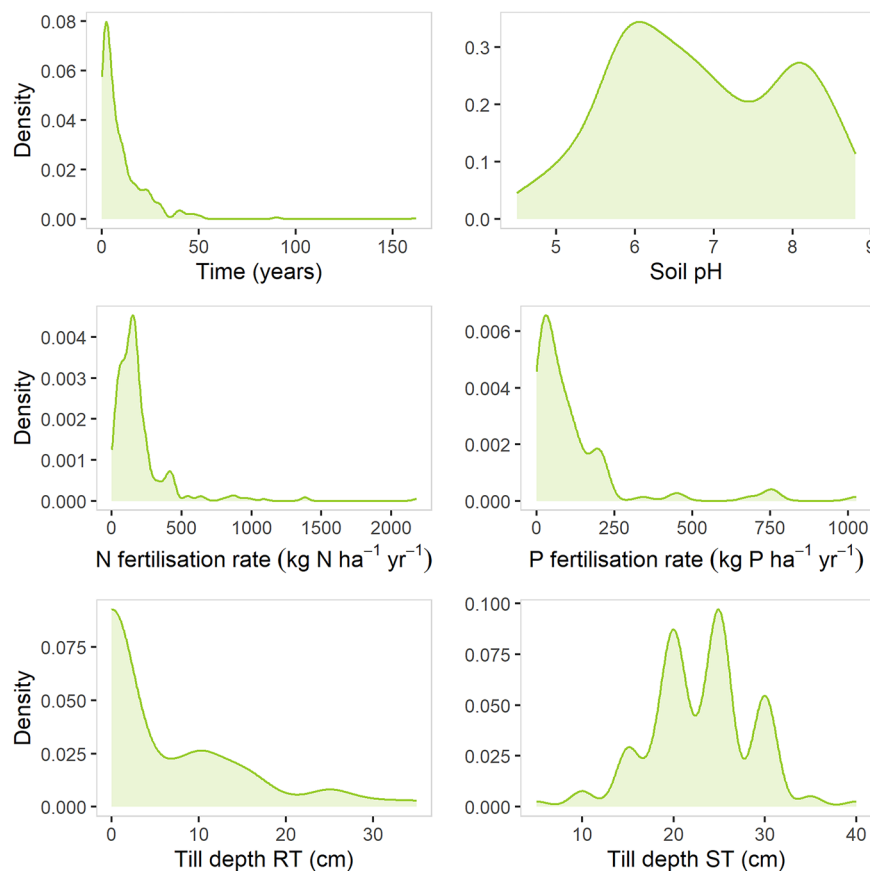 Density
0.08
0.06
0.04
0.02
0.00
0 50 100 150
Time (years)
0.3
0.2
0.1
0.0
5 6 7 8 9
Soil pH
Density
0.004
0.003
0.002
0.001
0.000
0 500 1000 1500 2000
N fertilisation rate (kg N ha⁻¹ yr⁻¹)
0.006
0.004
0.002
0.000
0 250 500 750 1000
P fertilisation rate (kg P ha⁻¹ yr⁻¹)
Density
0.075
0.050
0.025
0.000
0 10 20 30
Till depth RT (cm)
0.100
0.075
0.050
0.025
0.000
10 20 30 40
Till depth ST (cm)